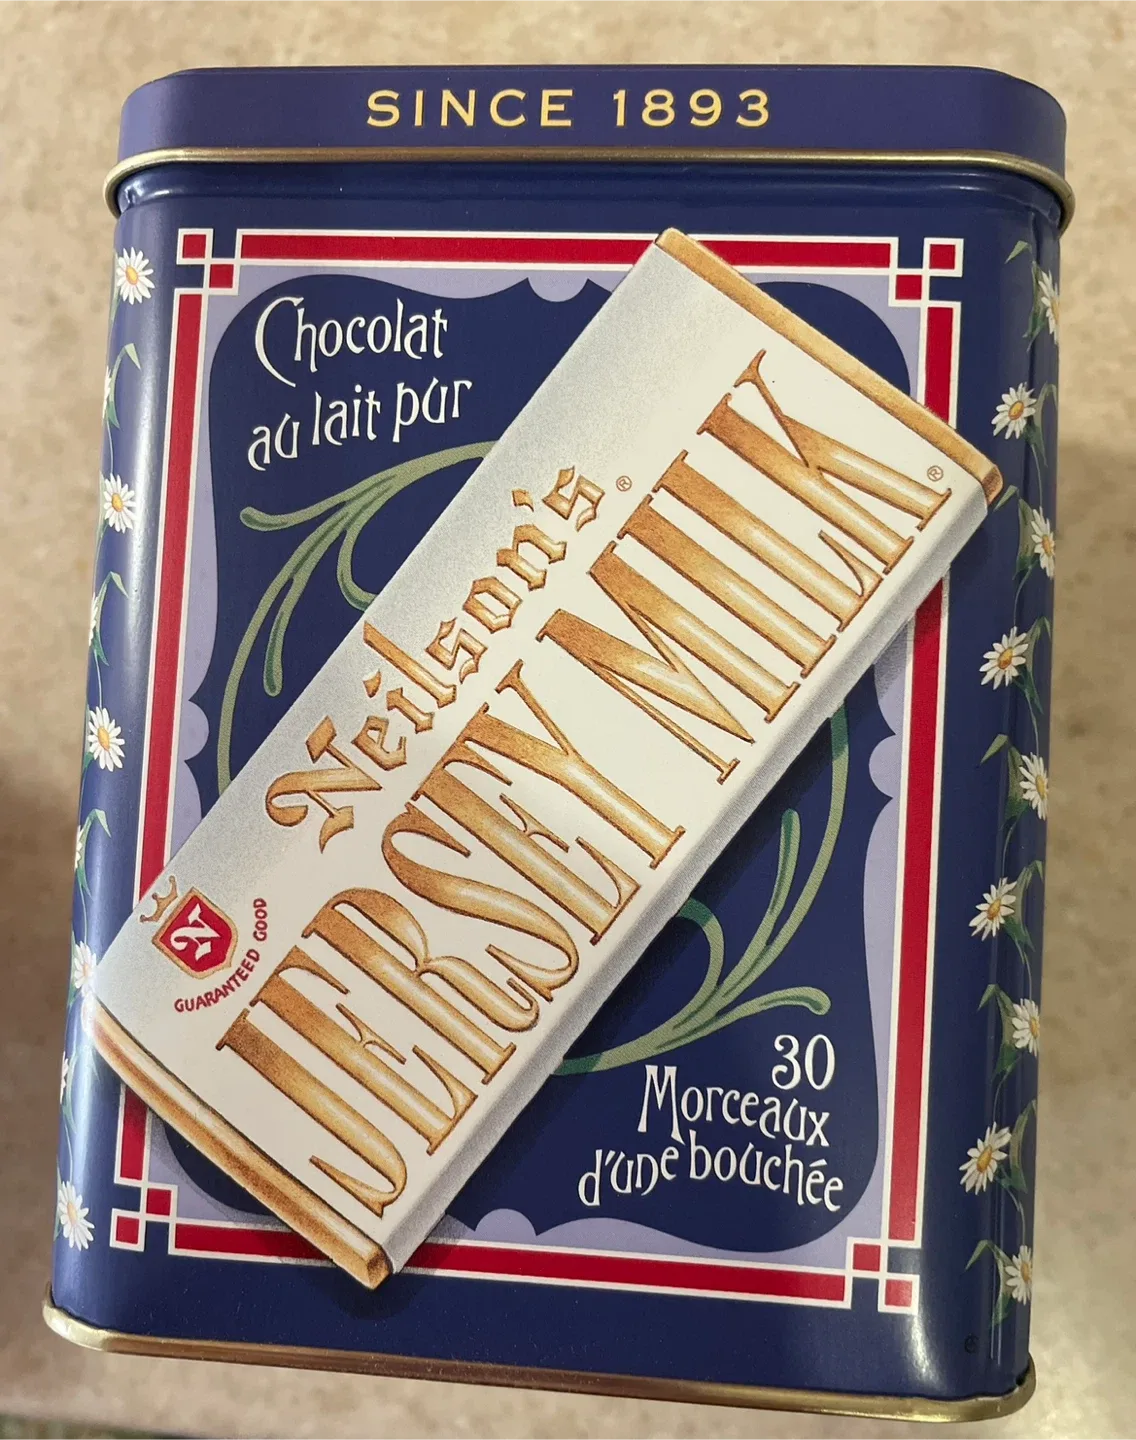 SINCE 1893
Chocolat
au lait pur
Neilson's®
JERSEY MILK®
N
GUARANTEED GOOD
30
Morceaux
d'une bouchée